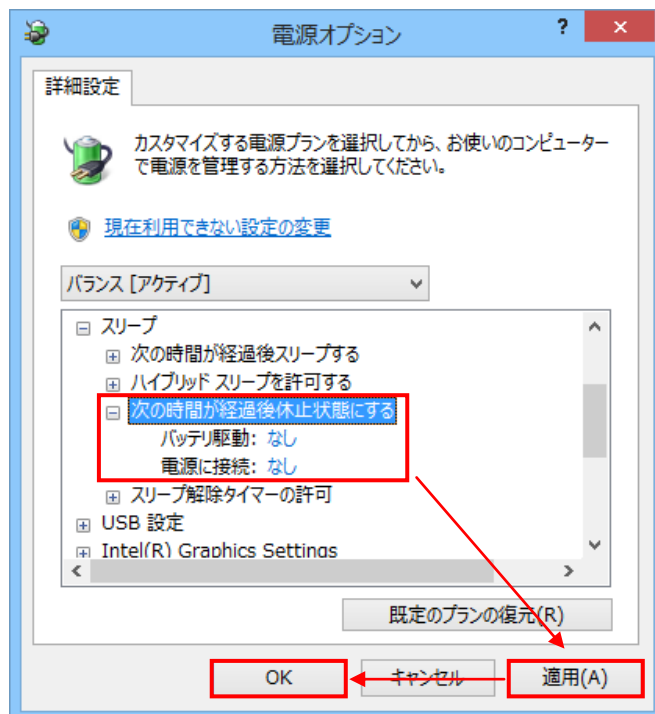 電源オプション
?
×
詳細設定
カスタマイズする電源プランを選択してから、お使いのコンピューター
で電源を管理する方法を選択してください。
現在利用できない設定の変更
バランス [アクティブ]
スリープ
次の時間が経過後スリープする
ハイブリッド スリープを許可する
次の時間が経過後休止状態にする
バッテリ駆動: なし
電源に接続: なし
スリープ解除タイマーの許可
USB 設定
Intel(R) Graphics Settings
既定のプランの復元(R)
OK
キャンセル
適用(A)